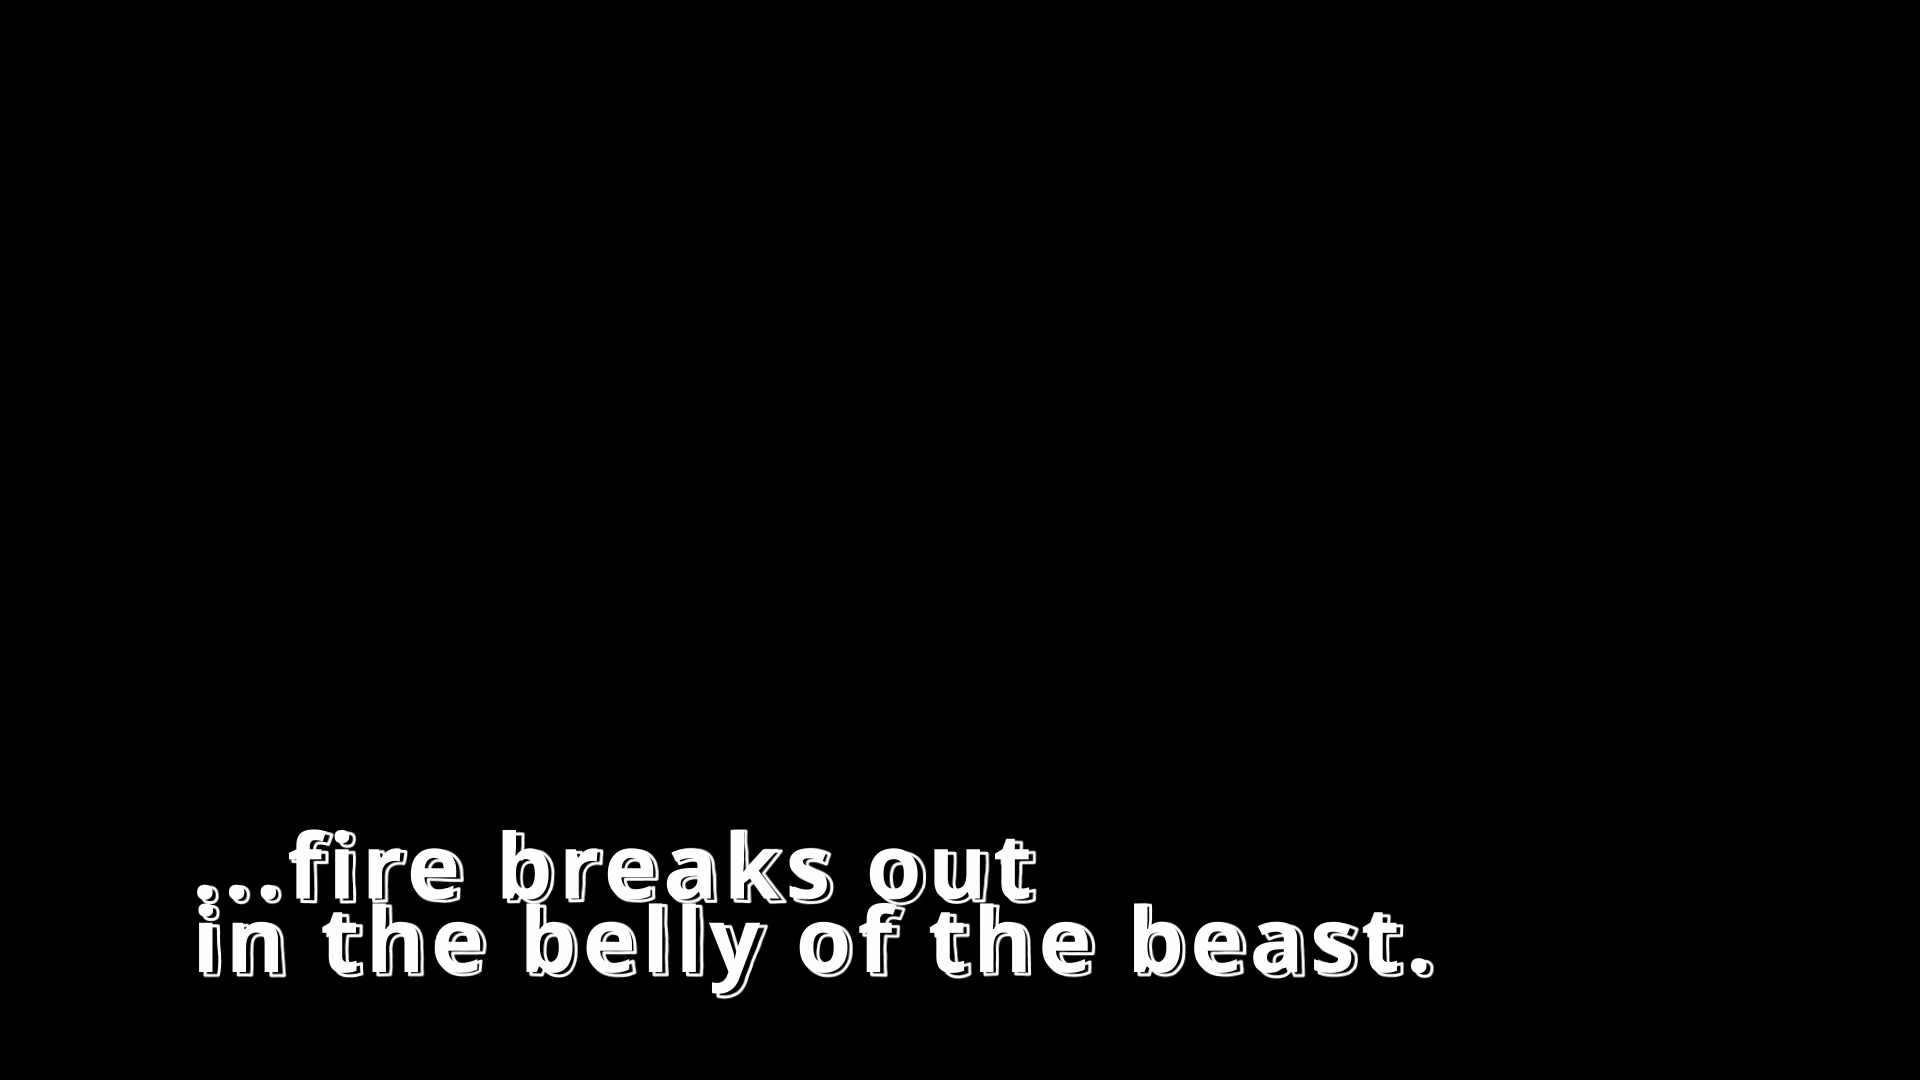 ...fire breaks out
in the belly of the beast.